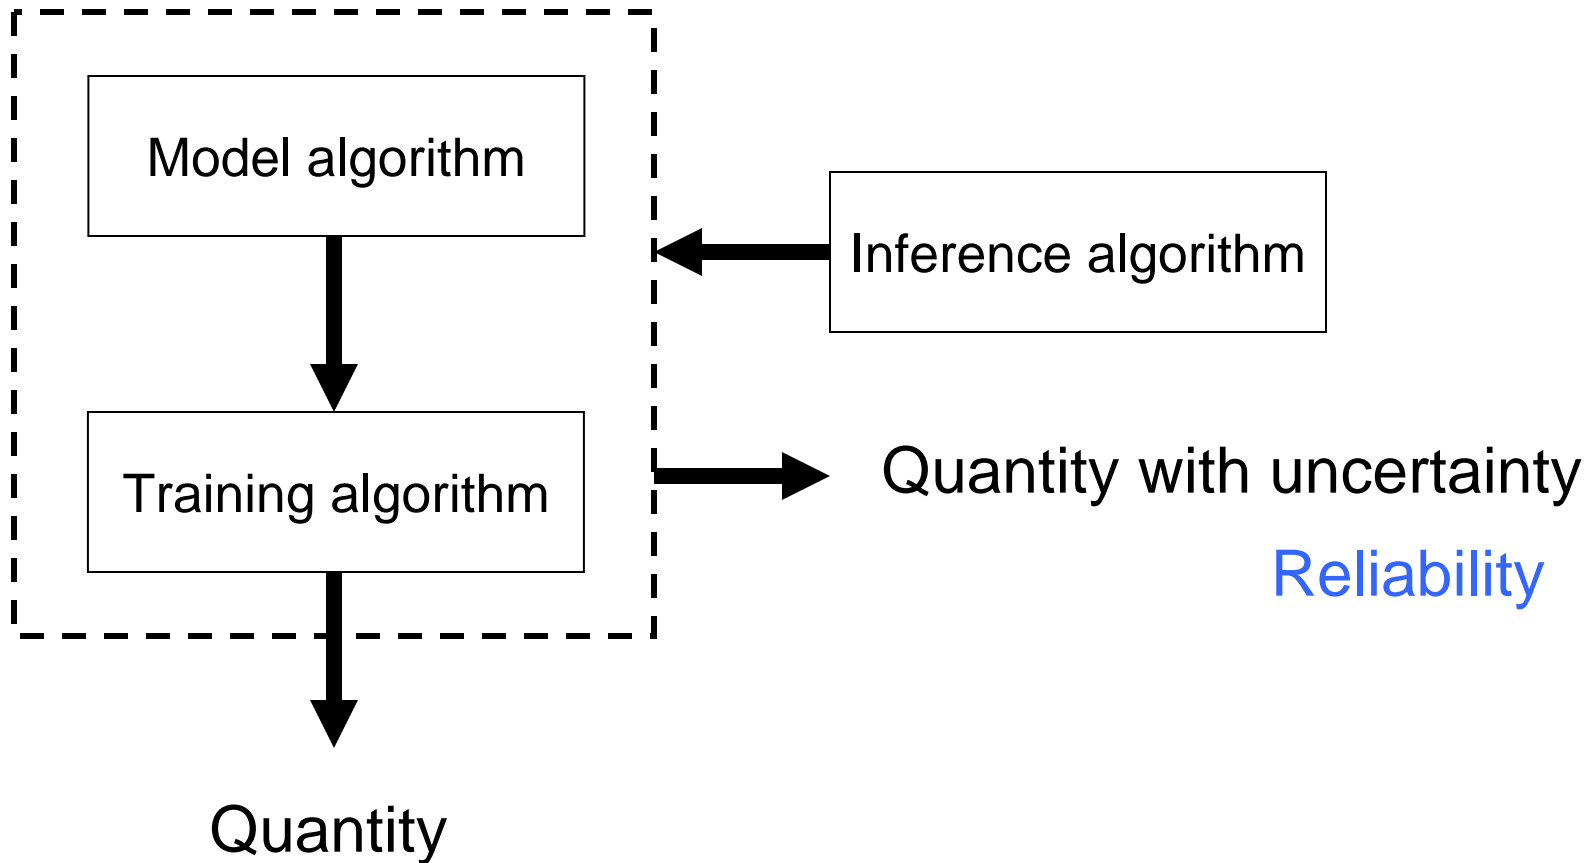 Model algorithm
Inference algorithm
Training algorithm
Quantity with uncertainty
Reliability
Quantity